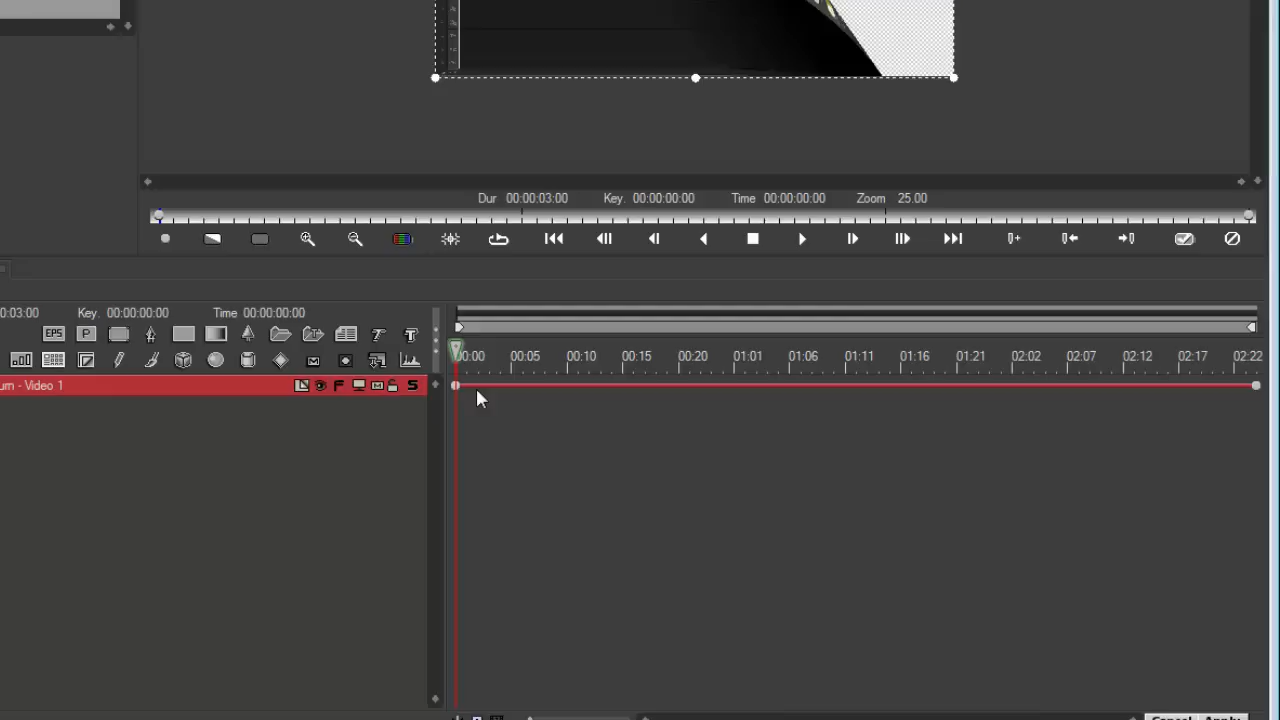 Dur 00:00:03:00 Key. 00:00:00:00 Time 00:00:00:00 Zoom 25.00
0:03:00 Key. 00:00:00:00 Time 00:00:00:00
EPS P T T
00:00 00:05 00:10 00:15 00:20 01:01 01:06 01:11 01:16 01:21 02:02 02:07 02:12 02:17 02:22
M
um - Video 1 F M S
Cancel Apply